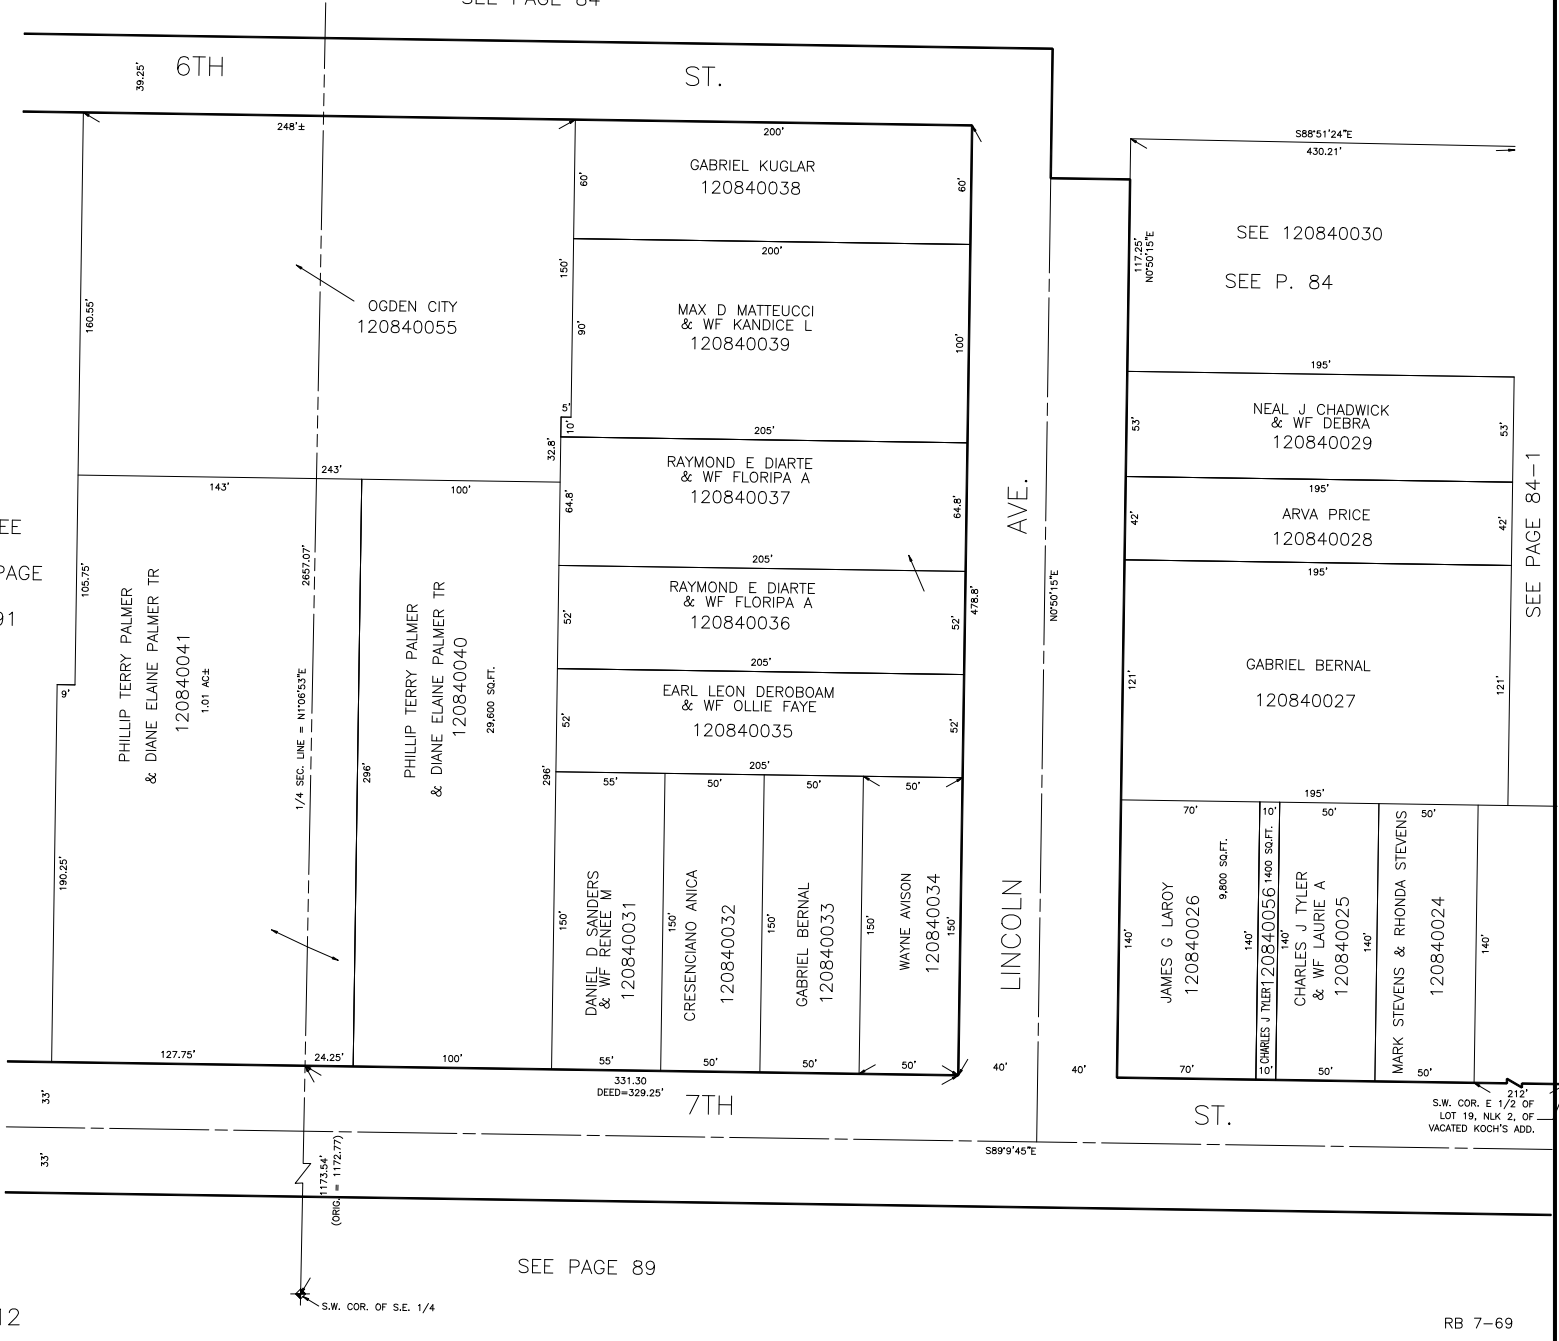 6TH
ST.
39.25'
248'±
200'
GABRIEL KUGLAR
120840038
60'
60'
200'
150'
90'
MAX D MATTEUCCI
& WF KANDICE L
120840039
100'
5'
10'
32.8'
205'
OGDEN CITY
120840055
160.55'
243'
143'
100'
RAYMOND E DIARTE
& WF FLORIPA A
120840037
64.8'
64.8'
205'
RAYMOND E DIARTE
& WF FLORIPA A
120840036
52'
52'
205'
EARL LEON DEROBOAM
& WF OLLIE FAYE
120840035
52'
52'
205'
478.8'
PAGE
91
105.75'
9'
190.25'
PHILLIP TERRY PALMER
& DIANE ELAINE PALMER TR
120840041
1.01 AC±
2657.07'
1/4 SEC. LINE = N1°06'53"E
296'
PHILLIP TERRY PALMER
& DIANE ELAINE PALMER TR
120840040
29,600 SQ.FT.
296'
55'
50'
50'
50'
150'
DANIEL D SANDERS
& WF RENEE M
120840031
150'
CRESENCIANO ANICA
120840032
150'
GABRIEL BERNAL
120840033
150'
WAYNE AVISON
120840034
150'
127.75'
24.25'
100'
55'
50'
50'
50'
331.30
DEED=329.25'
LINCOLN
AVE.
N0°50'15"E
40'
40'
S88°51'24"E
430.21'
117.25'
N0°50'15"E
SEE 120840030
SEE P. 84
195'
NEAL J CHADWICK
& WF DEBRA
120840029
53'
53'
195'
ARVA PRICE
120840028
42'
42'
195'
GABRIEL BERNAL
120840027
121'
121'
195'
SEE PAGE 84-1
70'
10'
50'
50'
140'
JAMES G LAROY
120840026
9,800 SQ.FT.
140'
CHARLES J TYLER
120840056
1400 SQ.FT.
140'
CHARLES J TYLER
& WF LAURIE A
120840025
140'
MARK STEVENS & RHONDA STEVENS
120840024
140'
70'
10'
50'
50'
212'
S.W. COR. E 1/2 OF
LOT 19, NLK 2, OF
VACATED KOCH'S ADD.
33'
33'
7TH
ST.
S89°9'45"E
1173.54'
(ORIG. = 1172.77)
SEE PAGE 89
S.W. COR. OF S.E. 1/4
12
RB 7-69